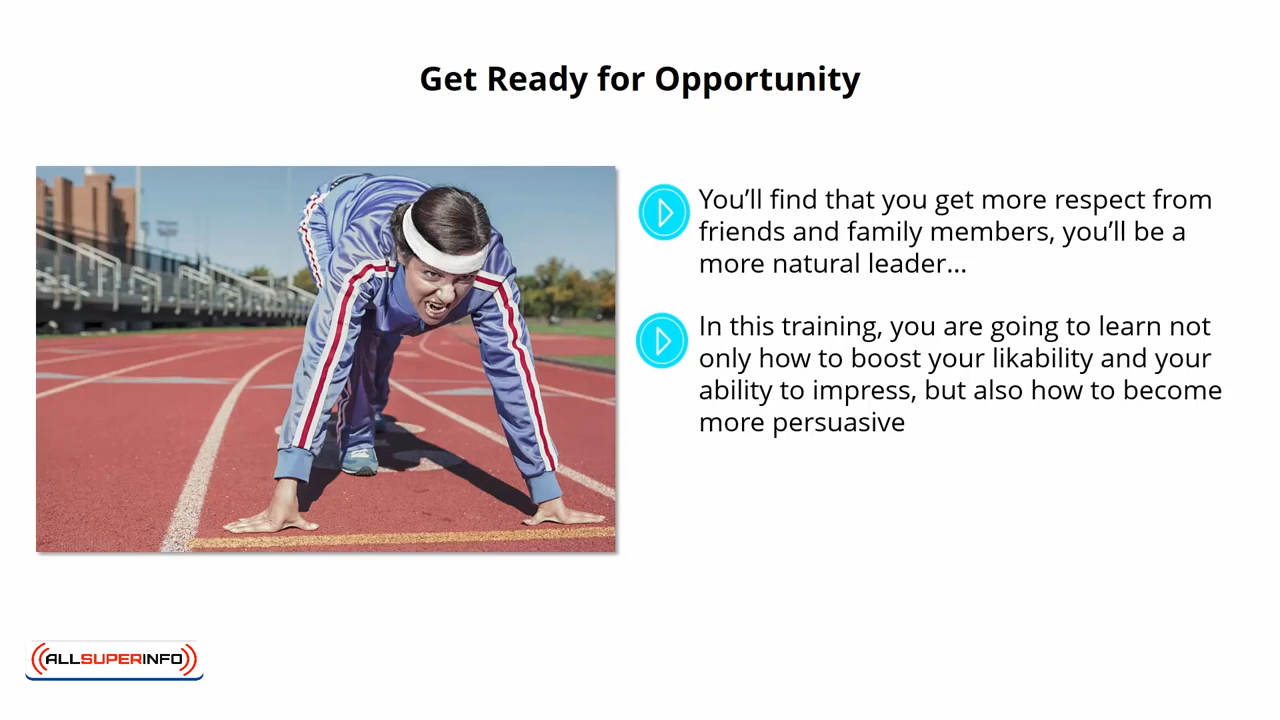 Get Ready for Opportunity
You’ll find that you get more respect from
friends and family members, you’ll be a
more natural leader...
In this training, you are going to learn not
only how to boost your likability and your
ability to impress, but also how to become
more persuasive
ALLSUPERINFO